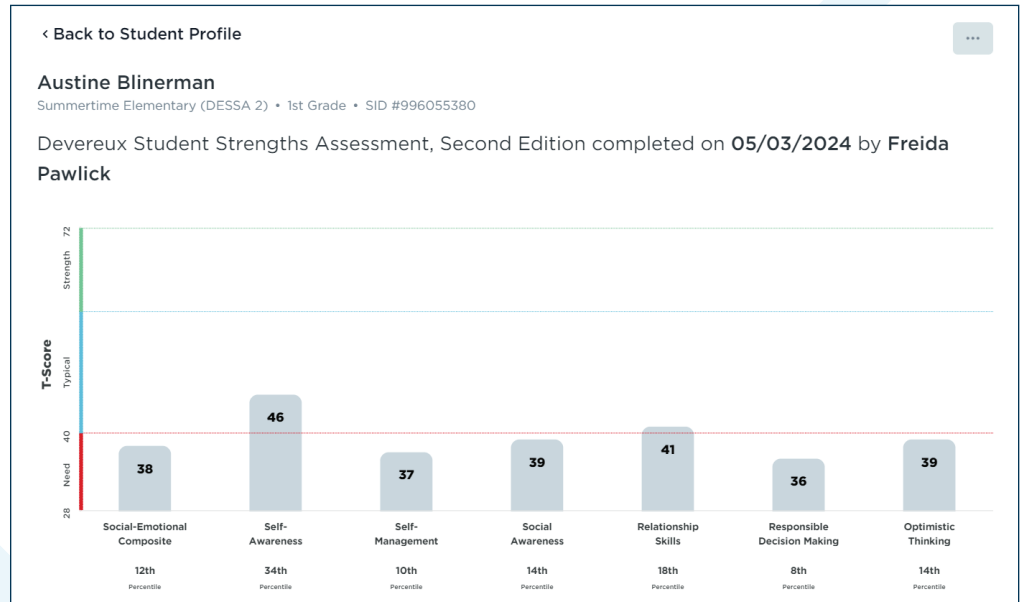 ‹ Back to Student Profile
...
Austine Blinerman
Summertime Elementary (DESSA 2) • 1st Grade • SID #996055380
Devereux Student Strengths Assessment, Second Edition completed on 05/03/2024 by Freida
Pawlick
T-Score
72
Strength
Typical
40
Need
28
38
46
37
39
41
36
39
Social-Emotional
Composite
Self-
Awareness
Self-
Management
Social
Awareness
Relationship
Skills
Responsible
Decision Making
Optimistic
Thinking
12th
34th
10th
14th
18th
8th
14th
Percentile
Percentile
Percentile
Percentile
Percentile
Percentile
Percentile